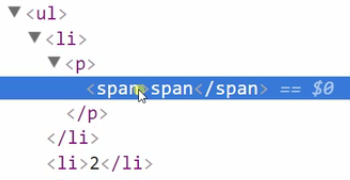 ▼<ul>
▼<li>
▼<p>
<span>span</span> == $0
</p>
</li>
<li>2</li>